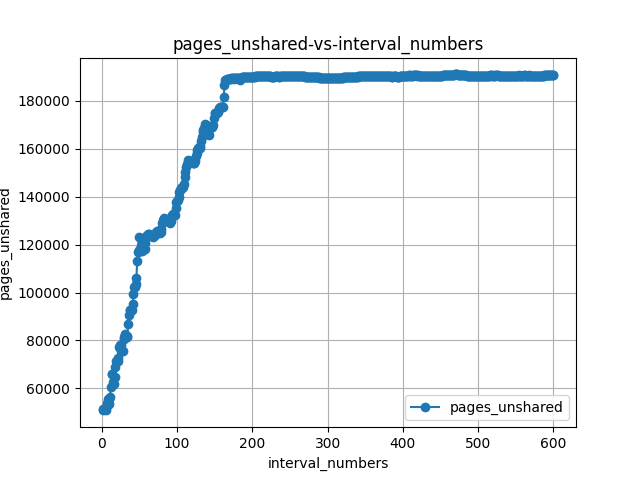 pages_unshared-vs-interval_numbers
180000
160000
140000
120000
100000
80000
60000
pages_unshared
0 100 200 300 400 500 600
interval_numbers
pages_unshared